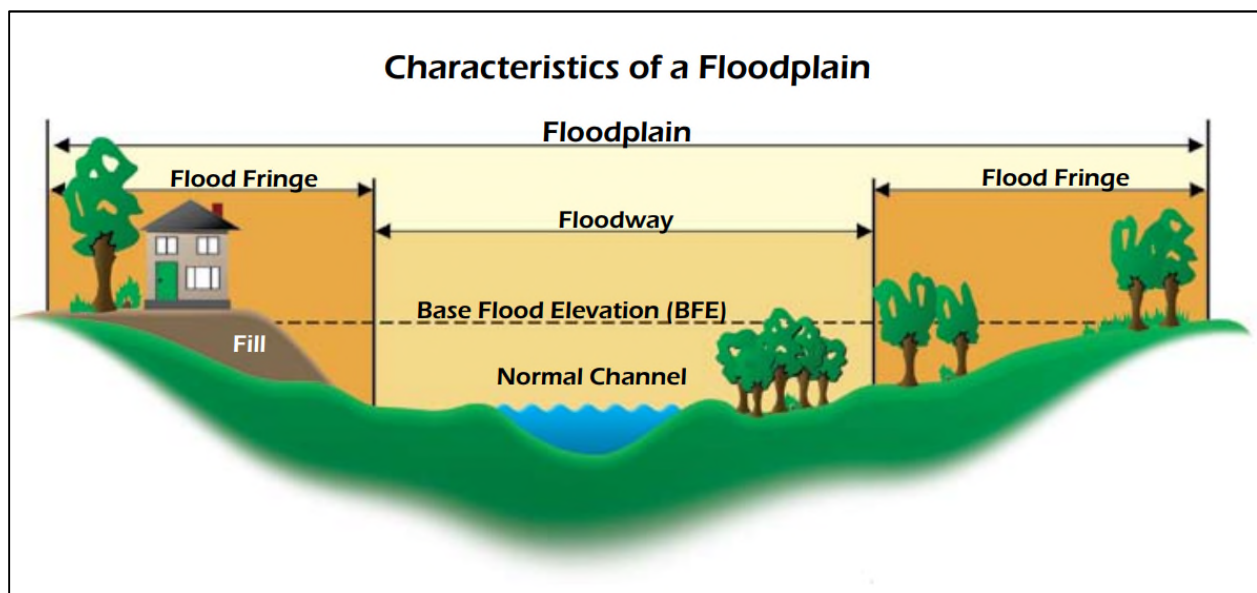 Characteristics of a Floodplain
Floodplain
Flood Fringe
Flood Fringe
Floodway
Base Flood Elevation (BFE)
Fill
Normal Channel